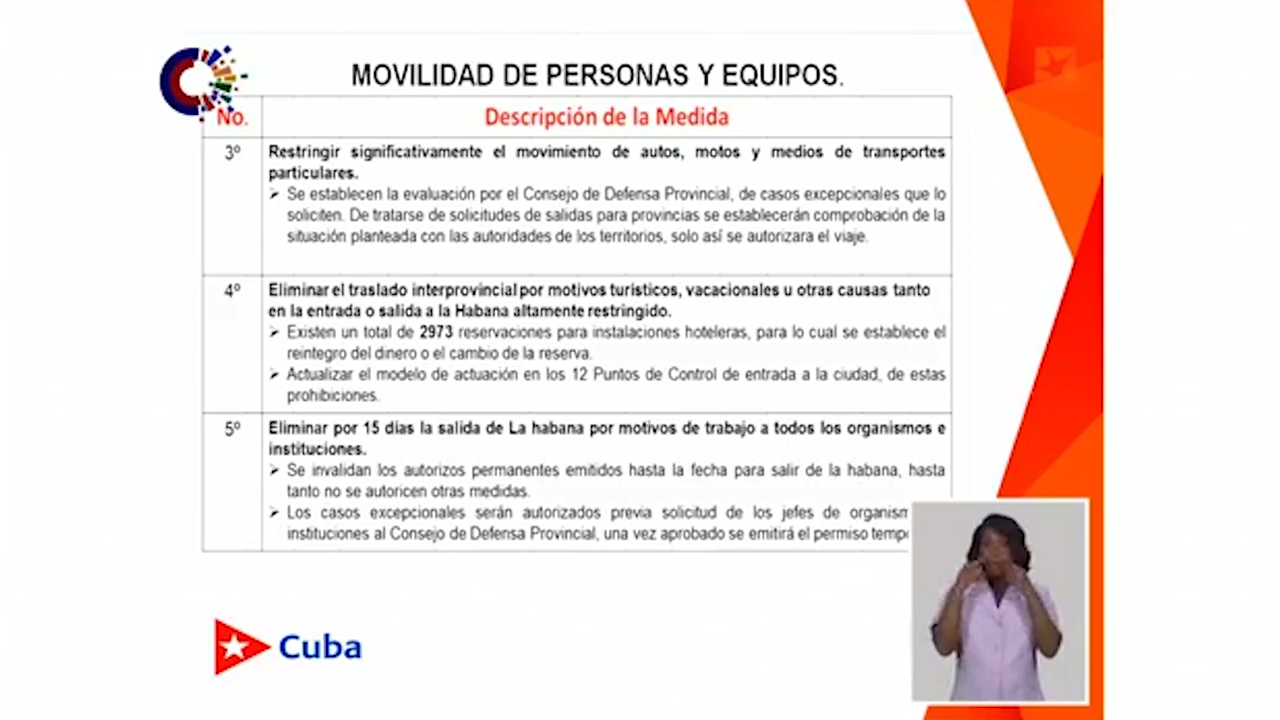 MOVILIDAD DE PERSONAS Y EQUIPOS.
No. Descripción de la Medida
3º Restringir significativamente el movimiento de autos, motos y medios de transportes
particulares.
➢ Se establecen la evaluación por el Consejo de Defensa Provincial, de casos excepcionales que lo
soliciten. De tratarse de solicitudes de salidas para provincias se establecerán comprobación de la
situación planteada con las autoridades de los territorios, solo así se autorizara el viaje.
4º Eliminar el traslado interprovincial por motivos turísticos, vacacionales u otras causas tanto
en la entrada o salida a la Habana altamente restringido.
➢ Existen un total de 2973 reservaciones para instalaciones hoteleras, para lo cual se establece el
reintegro del dinero o el cambio de la reserva.
➢ Actualizar el modelo de actuación en los 12 Puntos de Control de entrada a la ciudad, de estas
prohibiciones.
5º Eliminar por 15 días la salida de La habana por motivos de trabajo a todos los organismos e
instituciones.
➢ Se invalidan los autorizos permanentes emitidos hasta la fecha para salir de la habana, hasta
tanto no se autoricen otras medidas.
➢ Los casos excepcionales serán autorizados previa solicitud de los jefes de
instituciones al Consejo de Defensa Provincial, una vez aprobado se emitirá el permiso
Cuba